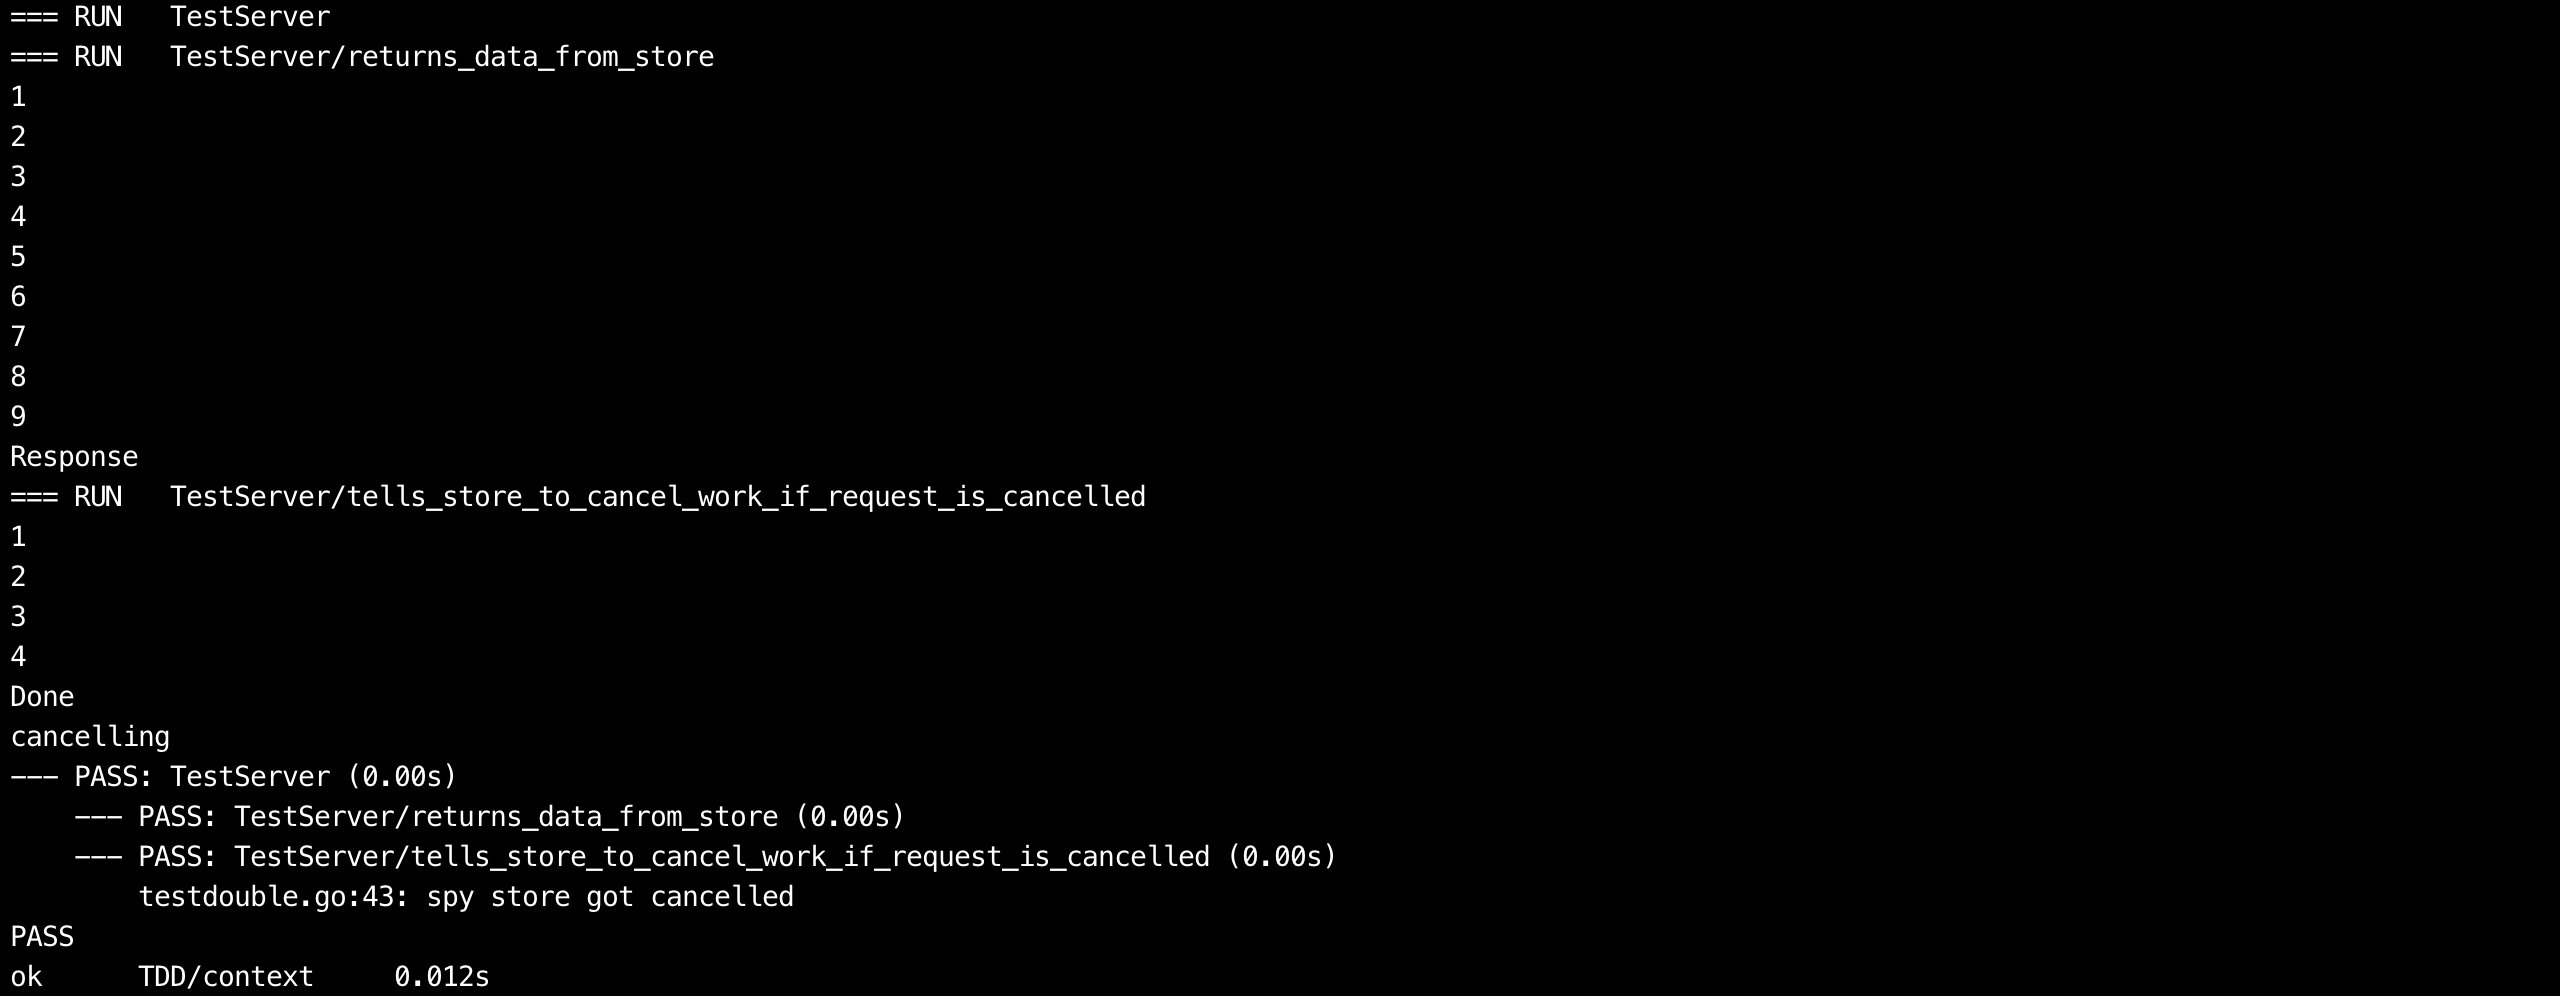 === RUN   TestServer
=== RUN   TestServer/returns_data_from_store
1
2
3
4
5
6
7
8
9
Response
=== RUN   TestServer/tells_store_to_cancel_work_if_request_is_cancelled
1
2
3
4
Done
cancelling
--- PASS: TestServer (0.00s)
    --- PASS: TestServer/returns_data_from_store (0.00s)
    --- PASS: TestServer/tells_store_to_cancel_work_if_request_is_cancelled (0.00s)
        testdouble.go:43: spy store got cancelled
PASS
ok      TDD/context     0.012s